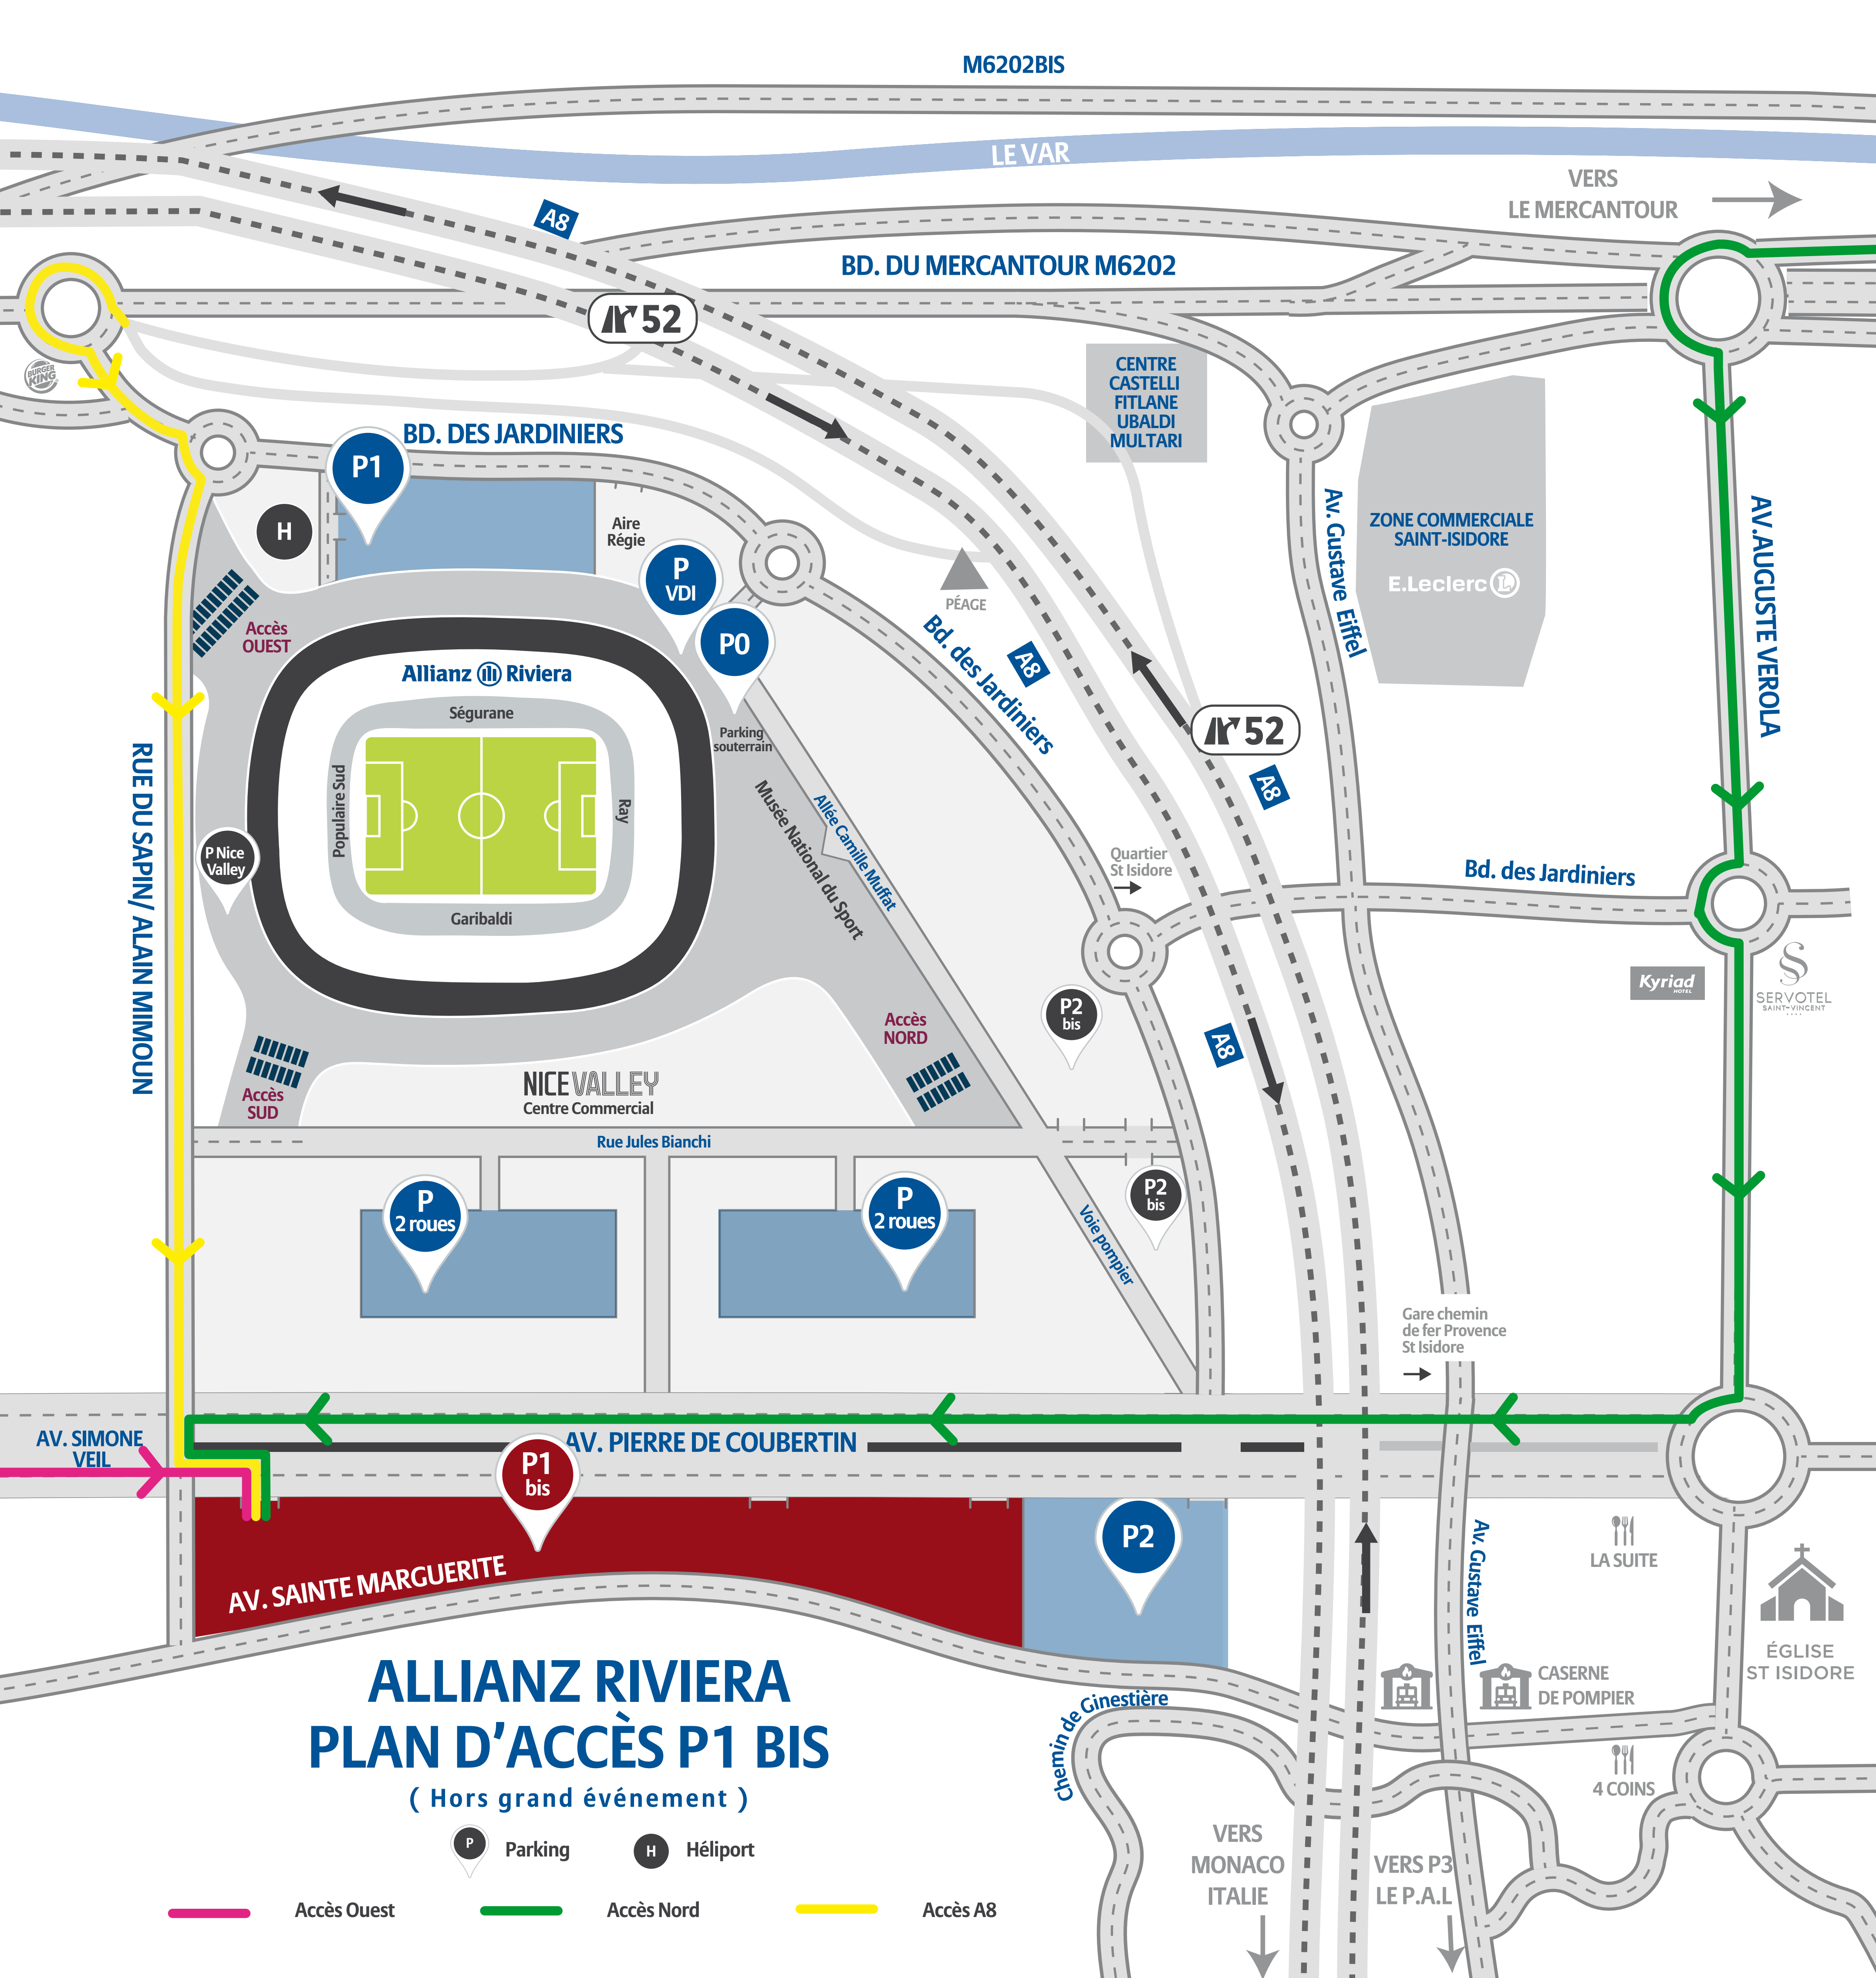 M6202BIS
LE VAR
VERS
LE MERCANTOUR
A8
BD. DU MERCANTOUR M6202
52
BURGER
KING
CENTRE
CASTELLI
FITLANE
UBALDI
MULTARI
BD. DES JARDINIERS
P1
H
Aire
Régie
P
VDI
P0
Parking
souterrain
PÉAGE
Bd. des Jardiniers
A8
Av. Gustave Eiffel
ZONE COMMERCIALE
SAINT-ISIDORE
E.Leclerc L
AV. AUGUSTE VEROLA
Accès
OUEST
Allianz Riviera
Ségurane
Populaire Sud
Ray
Garibaldi
52
A8
RUE DU SAPIN/ ALAIN MIMOUN
P Nice
Valley
Musée National du Sport
Allée Camille Muffat
Quartier
St Isidore
Bd. des Jardiniers
Kyriad
HOTEL
SERVOTEL
SAINT-VINCENT
P2
bis
A8
Accès
NORD
Accès
SUD
NICEVALLEY
Centre Commercial
Rue Jules Bianchi
P
2 roues
P
2 roues
P2
bis
Voie pompier
Gare chemin
de fer Provence
St Isidore
AV. SIMONE
VEIL
AV. PIERRE DE COUBERTIN
P1
bis
P2
AV. SAINTE MARGUERITE
Av. Gustave Eiffel
LA SUITE
ÉGLISE
ST ISIDORE
CASERNE
DE POMPIER
Chemin de Ginestière
4 COINS
VERS
MONACO
ITALIE
VERS P3
LE P.A.L
ALLIANZ RIVIERA
PLAN D'ACCÈS P1 BIS
( Hors grand événement )
P
Parking
H
Héliport
Accès Ouest
Accès Nord
Accès A8